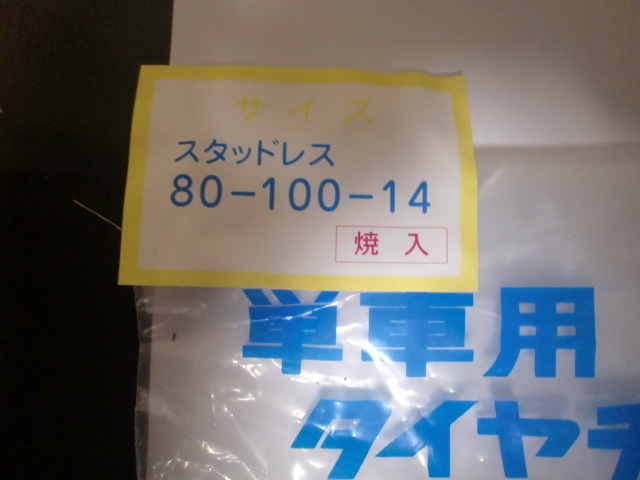 サイズ
スタッドレス
80-100-14
焼入
単車用
タイヤチ